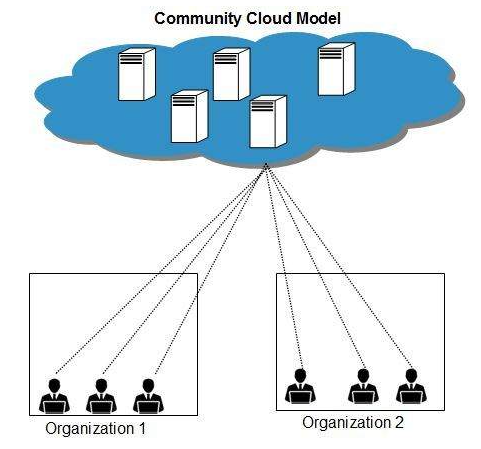 Community Cloud Model
Organization 1
Organization 2